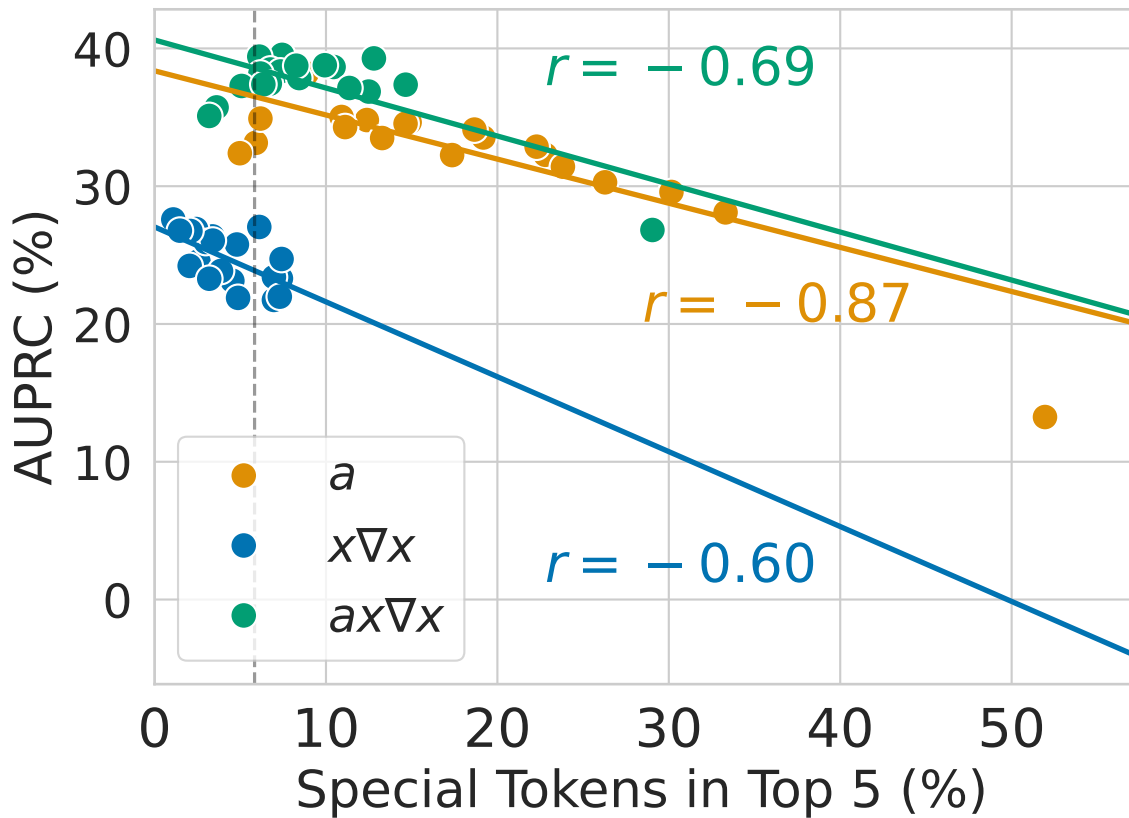 40
30
20
10
0
AUPRC (%)
r = − 0.69
r = − 0.87
r = − 0.60
a
x∇x
ax∇x
0 10 20 30 40 50
Special Tokens in Top 5 (%)